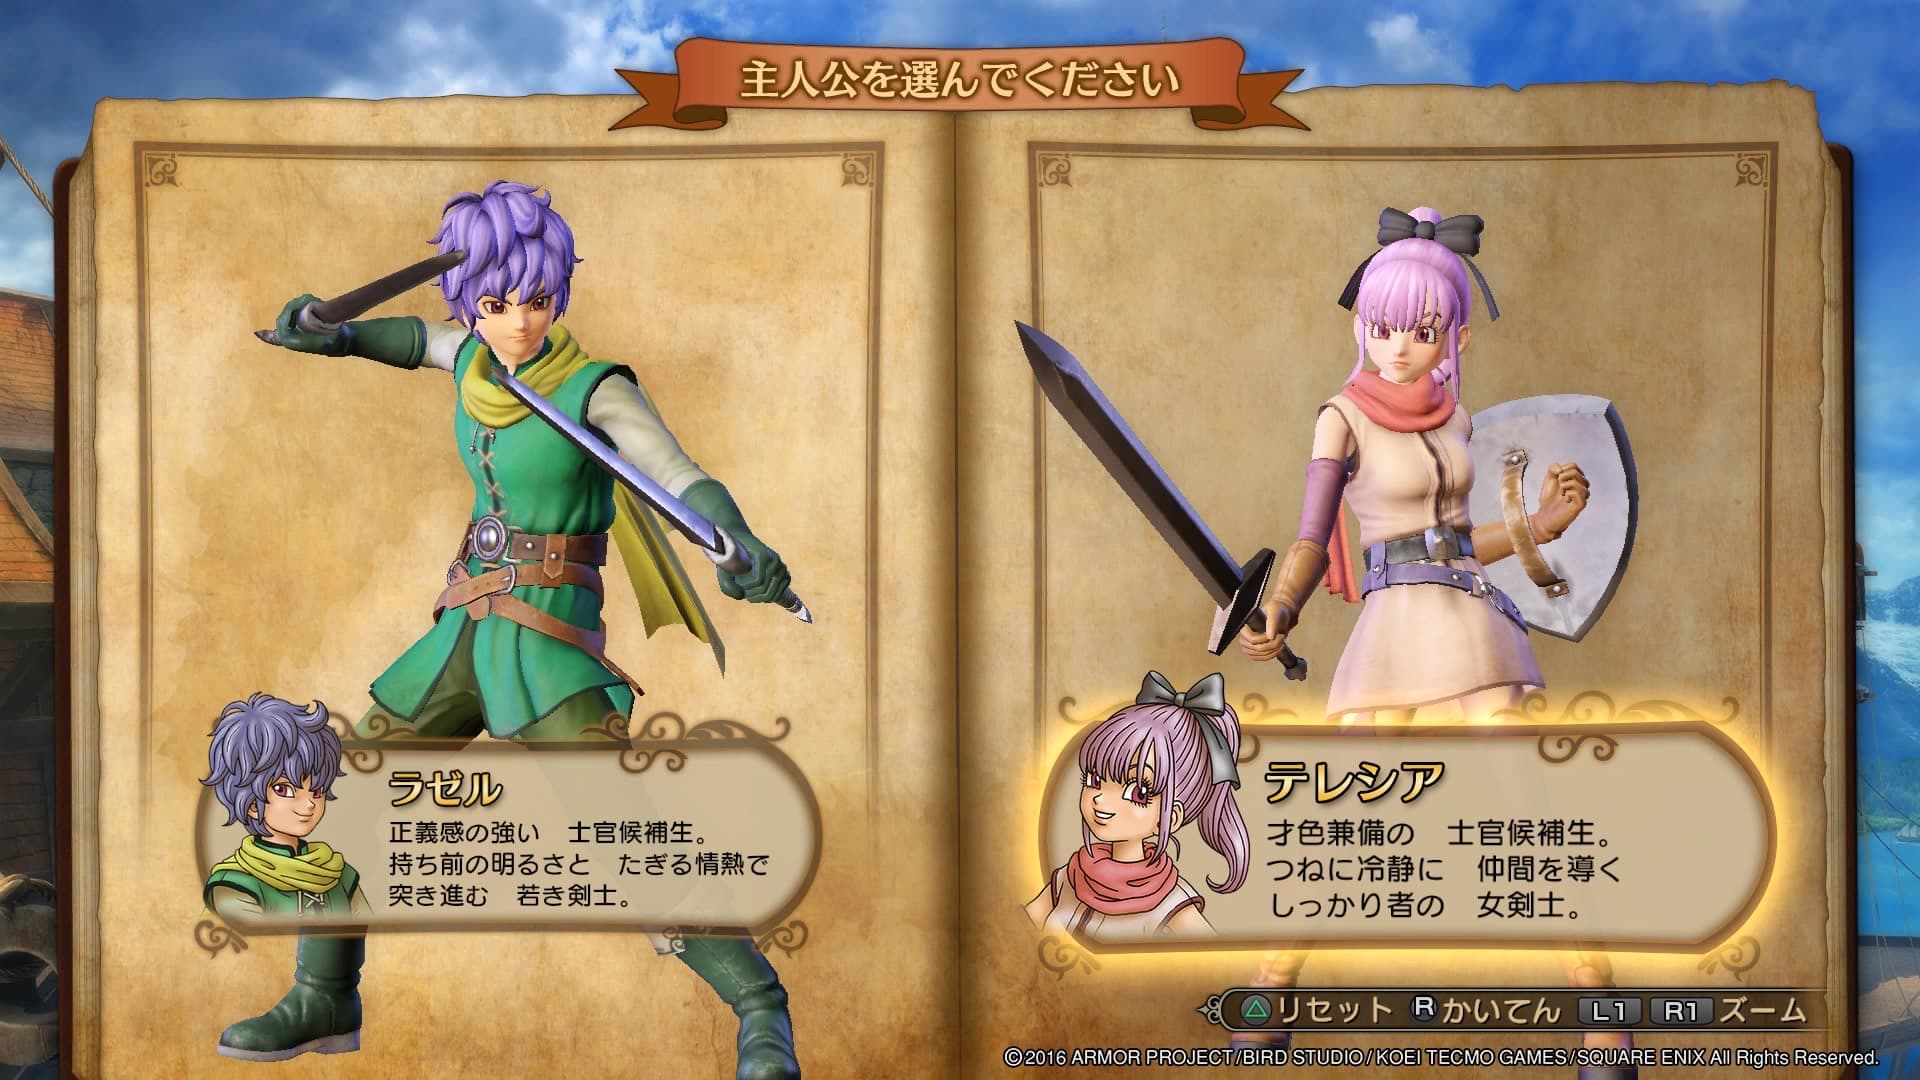 主人公を選んでください
ラゼル
正義感の強い　士官候補生。
持ち前の明るさと　たぎる情熱で
突き進む　若き剣士。
テレシア
才色兼備の　士官候補生。
つねに冷静に　仲間を導く
しっかり者の　女剣士。
リセット R かいてん L1 R1 ズーム
©2016 ARMOR PROJECT/BIRD STUDIO/KOEI TECMO GAMES/SQUARE ENIX All Rights Reserved.